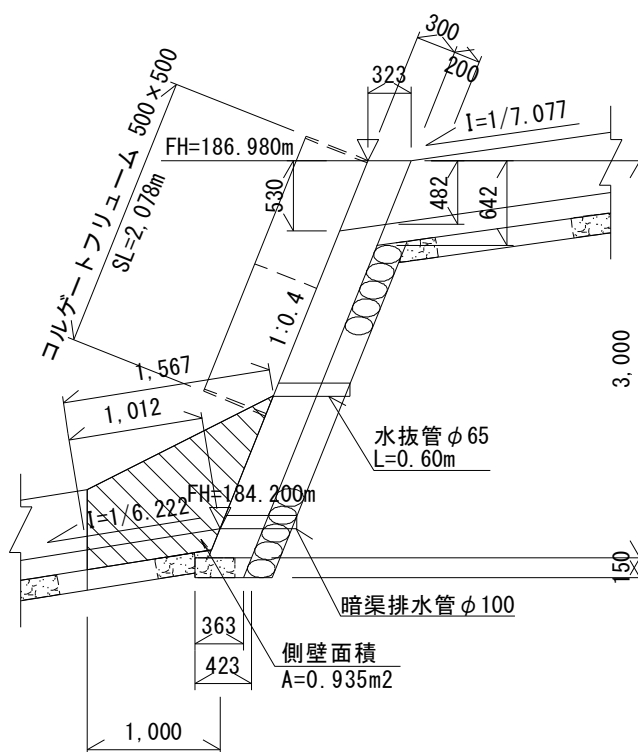 300
200
323
I=1/7.077
FH=186.980m
コルゲートフリューム 500×500
SL=2,078m
530
482
642
1:0.4
3,000
1,567
1,012
水抜管φ65
L=0.60m
FH=184.200m
I=1/6.222
150
暗渠排水管φ100
363
423
側壁面積
A=0.935m2
1,000